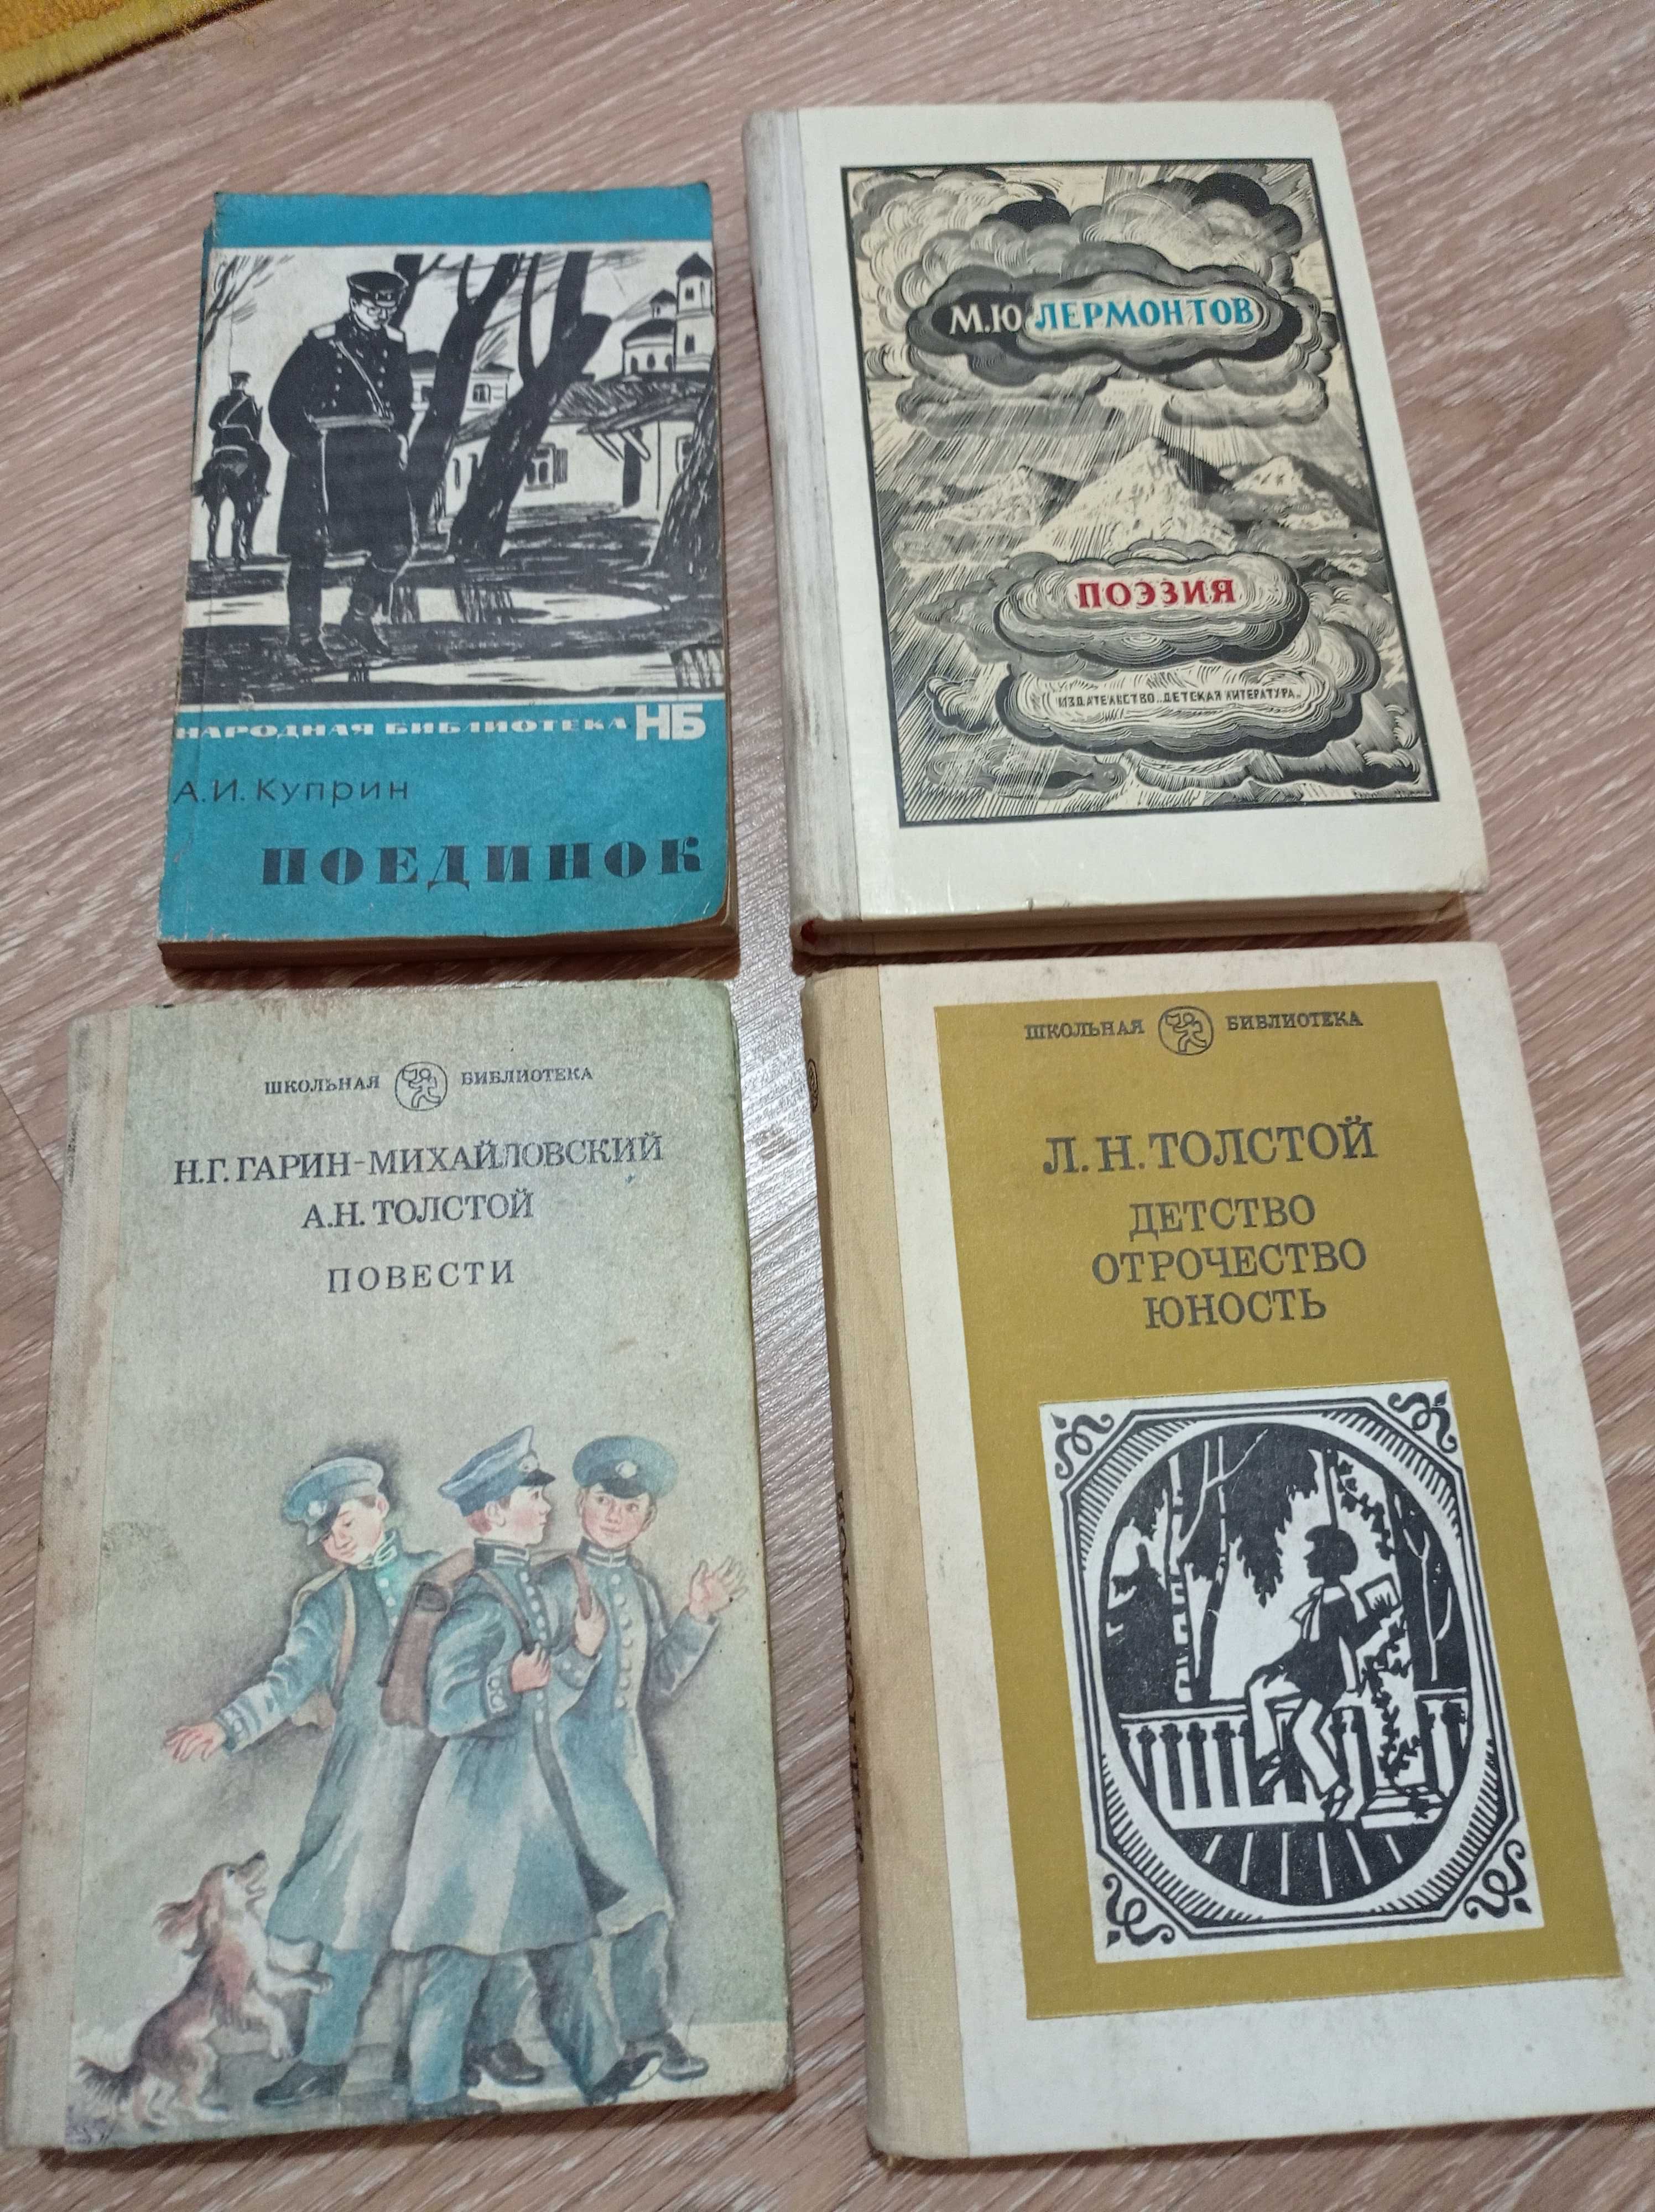 НАРОДНАЯ БИБЛИОТЕКА НБ
А.И. Куприн
ПОЕДИНОК
М.Ю ЛЕРМОНТОВ
ПОЭЗИЯ
ИЗДАТЕЛЬСТВО „ДЕТСКАЯ ЛИТЕРАТУРА„
ШКОЛЬНАЯ БИБЛИОТЕКА
Н.Г. ГАРИН-МИХАЙЛОВСКИЙ
А.Н. ТОЛСТОЙ
ПОВЕСТИ
ШКОЛЬНАЯ БИБЛИОТЕКА
Л. Н. ТОЛСТОЙ
ДЕТСТВО
ОТРОЧЕСТВО
ЮНОСТЬ